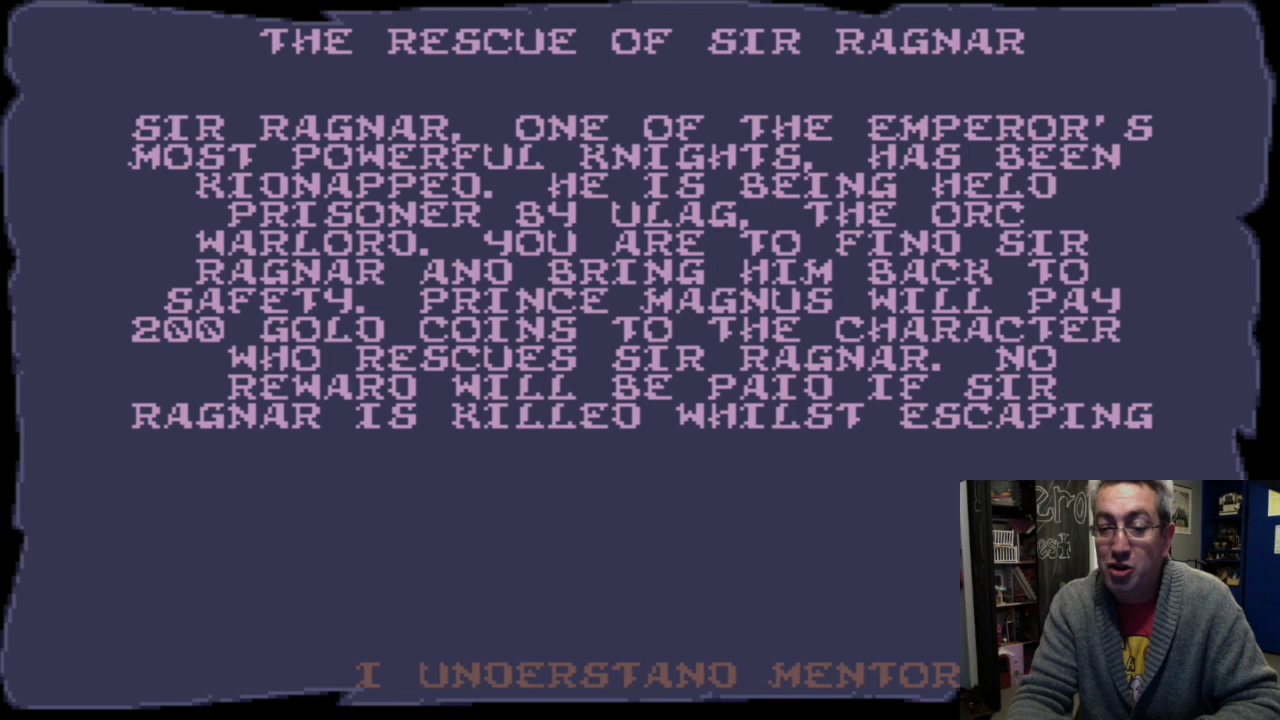 THE RESCUE OF SIR RAGNAR
SIR RAGNAR, ONE OF THE EMPEROR'S
MOST POWERFUL KNIGHTS, HAS BEEN
KIDNAPPED. HE IS BEING HELD
PRISONER BY ULAG, THE ORC
WARLORD. YOU ARE TO FIND SIR
RAGNAR AND BRING HIM BACK TO
SAFETY. PRINCE MAGNUS WILL PAY
200 GOLD COINS TO THE CHARACTER
WHO RESCUES SIR RAGNAR. NO
REWARD WILL BE PAID IF SIR
RAGNAR IS KILLED WHILST ESCAPING
I UNDERSTAND MENTOR